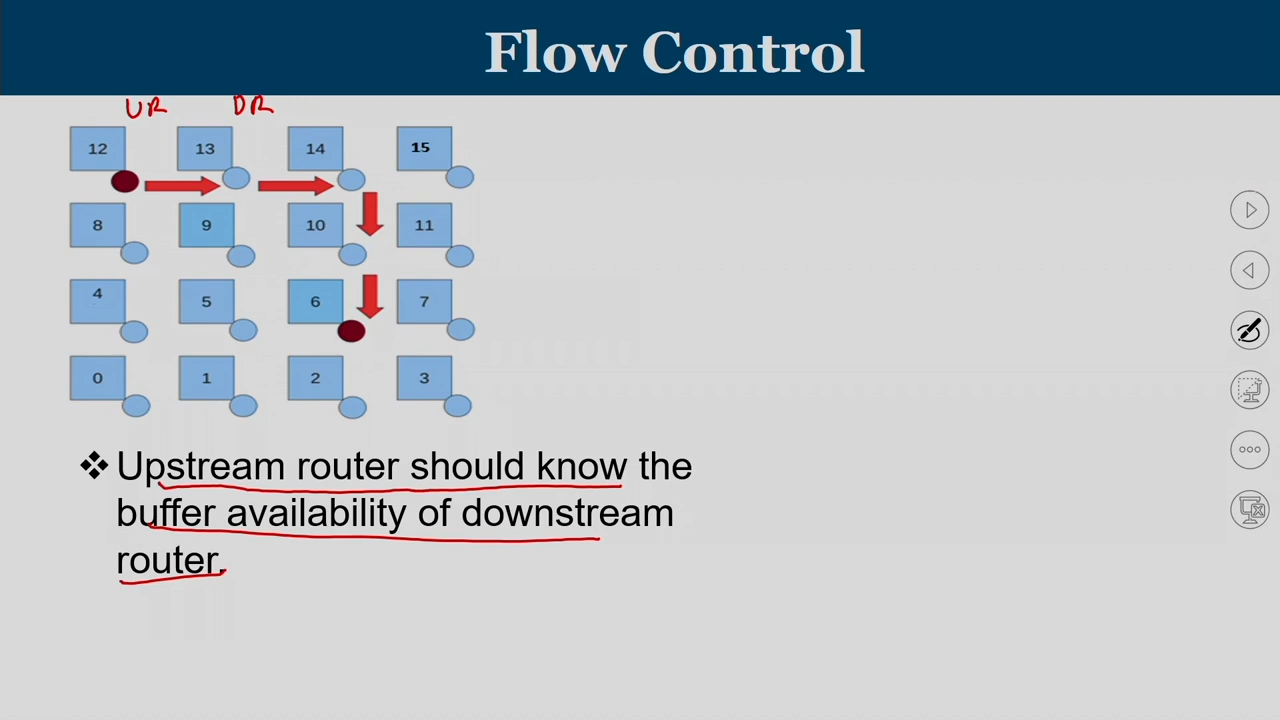 Flow Control
UR DR
12 13 14 15
8 9 10 11
4 5 6 7
0 1 2 3
❖ Upstream router should know the
buffer availability of downstream
router.